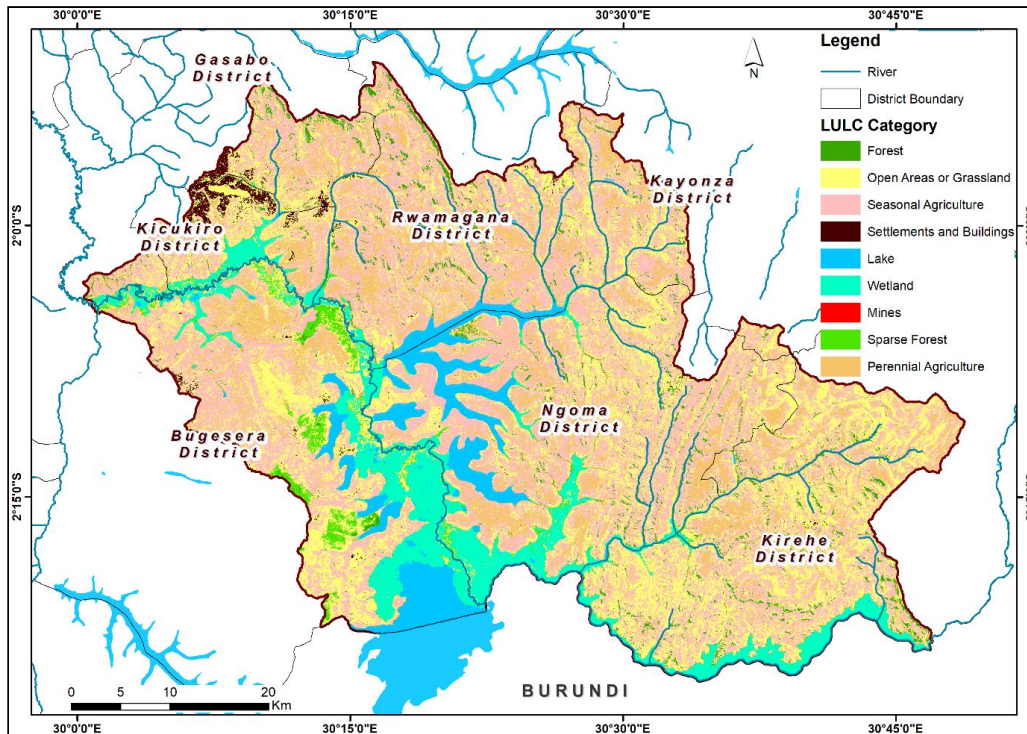 30°0'0"E
30°15'0"E
30°30'0"E
30°45'0"E
Gasabo
District
N
Legend
River
District Boundary
LULC Category
Forest
Open Areas or Grassland
Seasonal Agriculture
Settlements and Buildings
Lake
Wetland
Mines
Sparse Forest
Perennial Agriculture
Kayonza
District
Rwamagana
District
2°0'0"S
Kicukiro
District
Ngoma
District
Bugesera
District
2°15'0"S
Kirehe
District
BURUNDI
0
5
10
20
Km
30°0'0"E
30°15'0"E
30°30'0"E
30°45'0"E